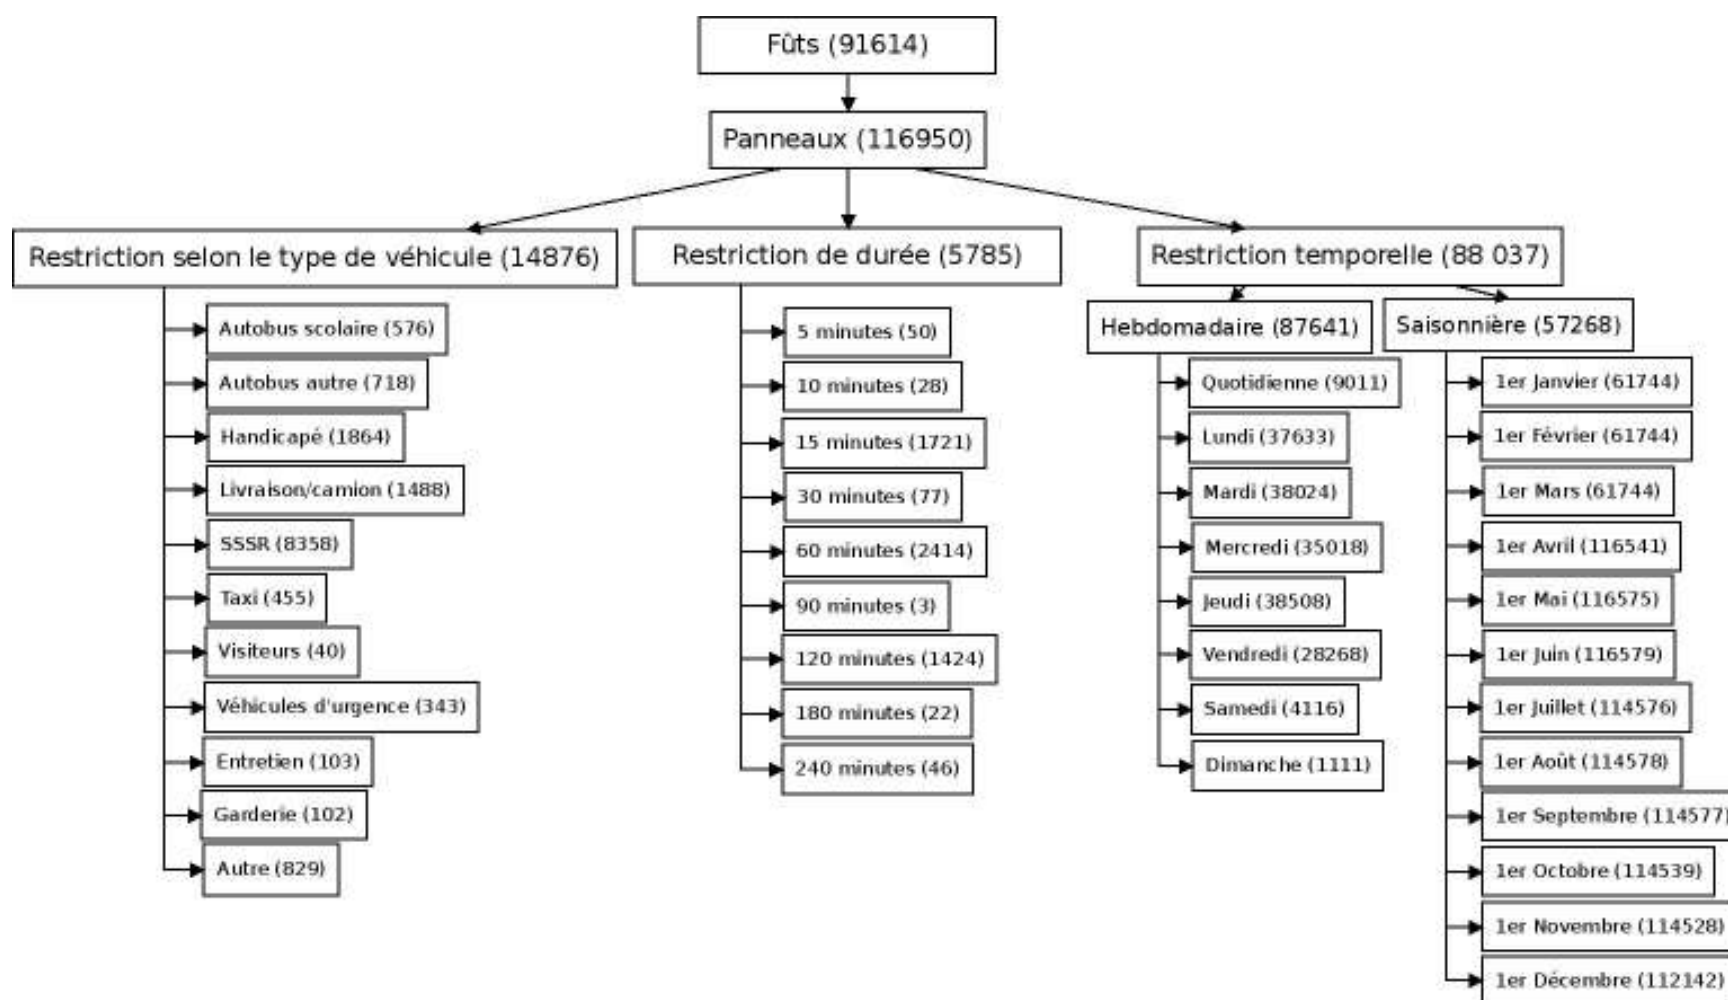 Fûts (91614)
Panneaux (116950)
Restriction selon le type de véhicule (14876)
Autobus scolaire (576)
Autobus autre (718)
Handicapé (1864)
Livraison/camion (1488)
SSSR (8358)
Taxi (455)
Visiteurs (40)
Véhicules d'urgence (343)
Entretien (103)
Garderie (102)
Autre (829)
Restriction de durée (5785)
5 minutes (50)
10 minutes (28)
15 minutes (1721)
30 minutes (77)
60 minutes (2414)
90 minutes (3)
120 minutes (1424)
180 minutes (22)
240 minutes (46)
Restriction temporelle (88 037)
Hebdomadaire (87641)
Quotidienne (9011)
Lundi (37633)
Mardi (38024)
Mercredi (35018)
Jeudi (38508)
Vendredi (28268)
Samedi (4116)
Dimanche (1111)
Saisonnière (57268)
1er Janvier (61744)
1er Février (61744)
1er Mars (61744)
1er Avril (116541)
1er Mai (116575)
1er Juin (116579)
1er Juillet (114576)
1er Août (114578)
1er Septembre (114577)
1er Octobre (114539)
1er Novembre (114528)
1er Décembre (112142)